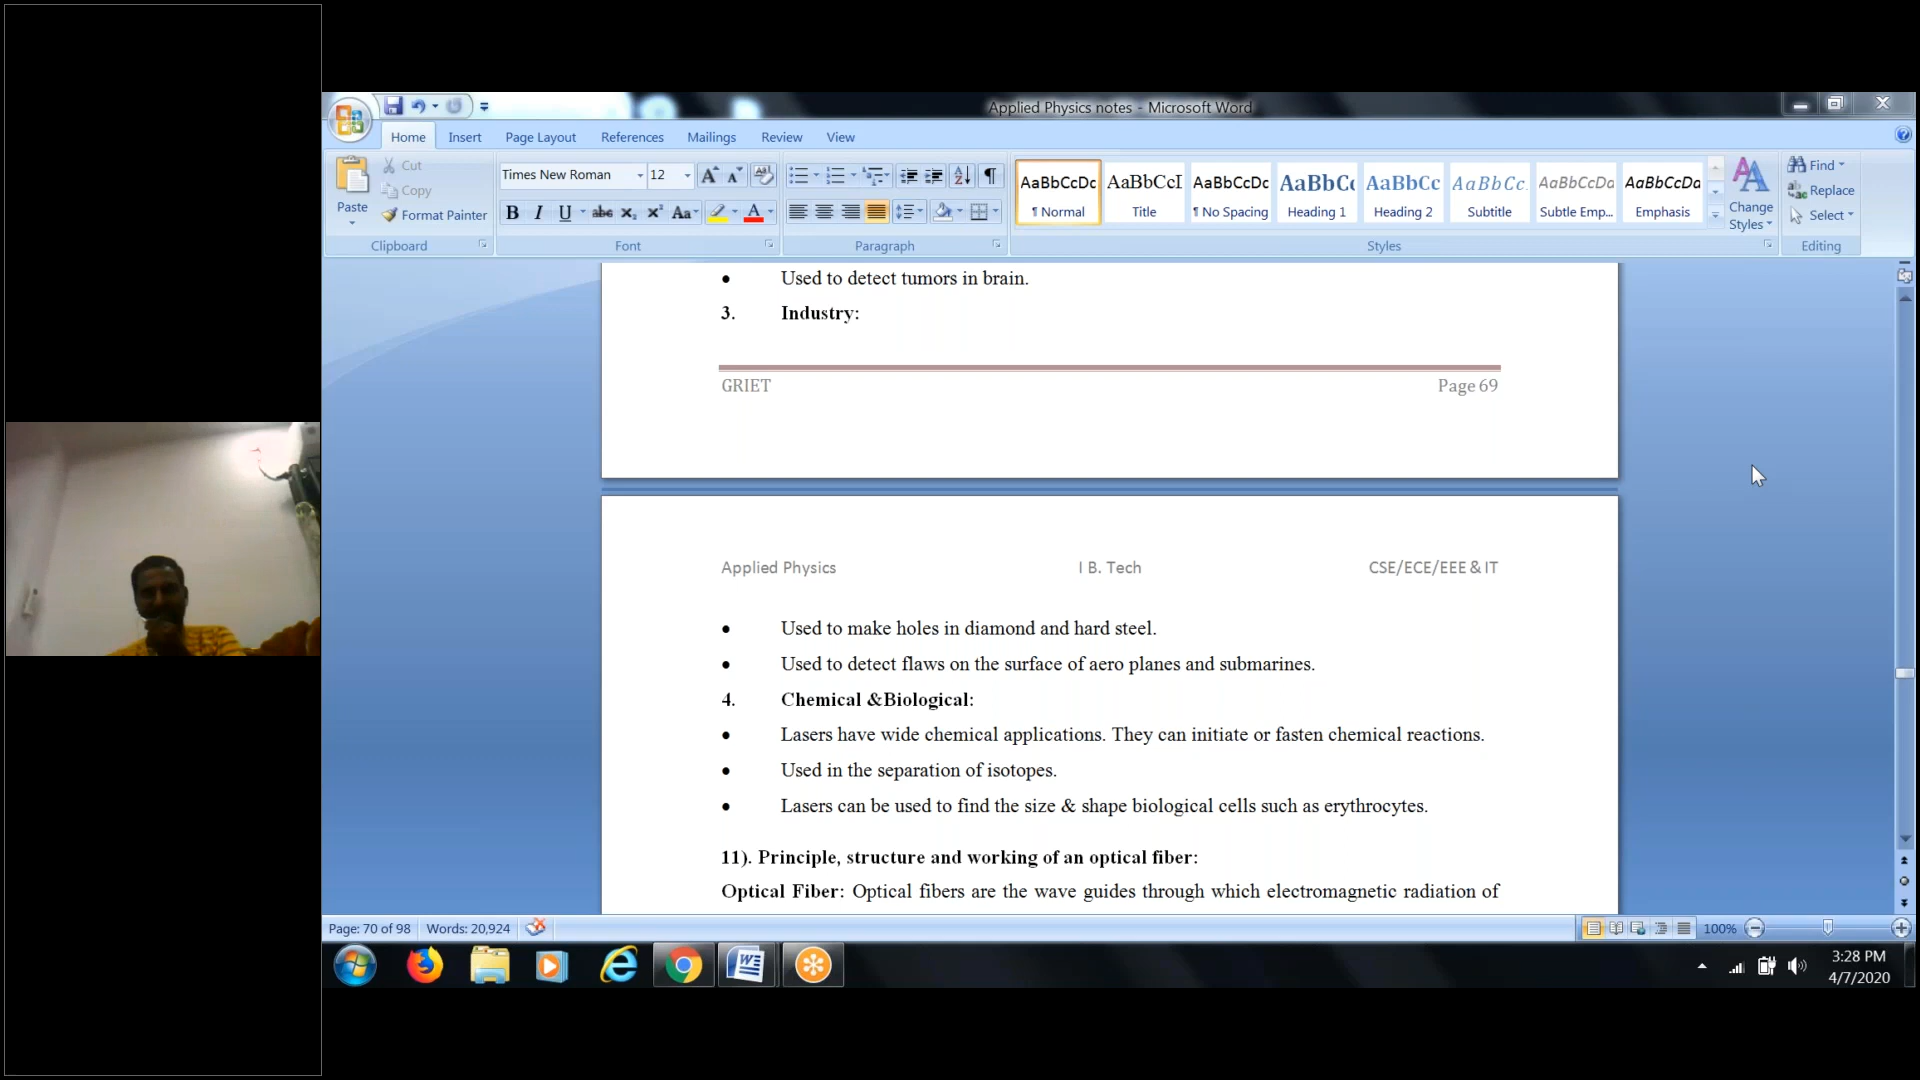 Applied Physics notes - Microsoft Word
Home Insert Page Layout References Mailings Review View
Paste
Cut
Copy
Format Painter
Clipboard
Times New Roman 12
Font
Paragraph
AaBbCcDc ¶ Normal
AaBbCcI Title
AaBbCcDc ¶ No Spacing
AaBbC Heading 1
AaBbCc Heading 2
AaBbCc. Subtitle
AaBbCcDa Subtle Emp...
AaBbCcDa Emphasis
Change Styles
Styles
Find
Replace
Select
Editing
• Used to detect tumors in brain.
3. Industry:
GRIET Page 69
Applied Physics I B. Tech CSE/ECE/EEE & IT
• Used to make holes in diamond and hard steel.
• Used to detect flaws on the surface of aero planes and submarines.
4. Chemical &Biological:
• Lasers have wide chemical applications. They can initiate or fasten chemical reactions.
• Used in the separation of isotopes.
• Lasers can be used to find the size & shape biological cells such as erythrocytes.
11). Principle, structure and working of an optical fiber:
Optical Fiber: Optical fibers are the wave guides through which electromagnetic radiation of
Page: 70 of 98 Words: 20,924 100%
3:28 PM
4/7/2020